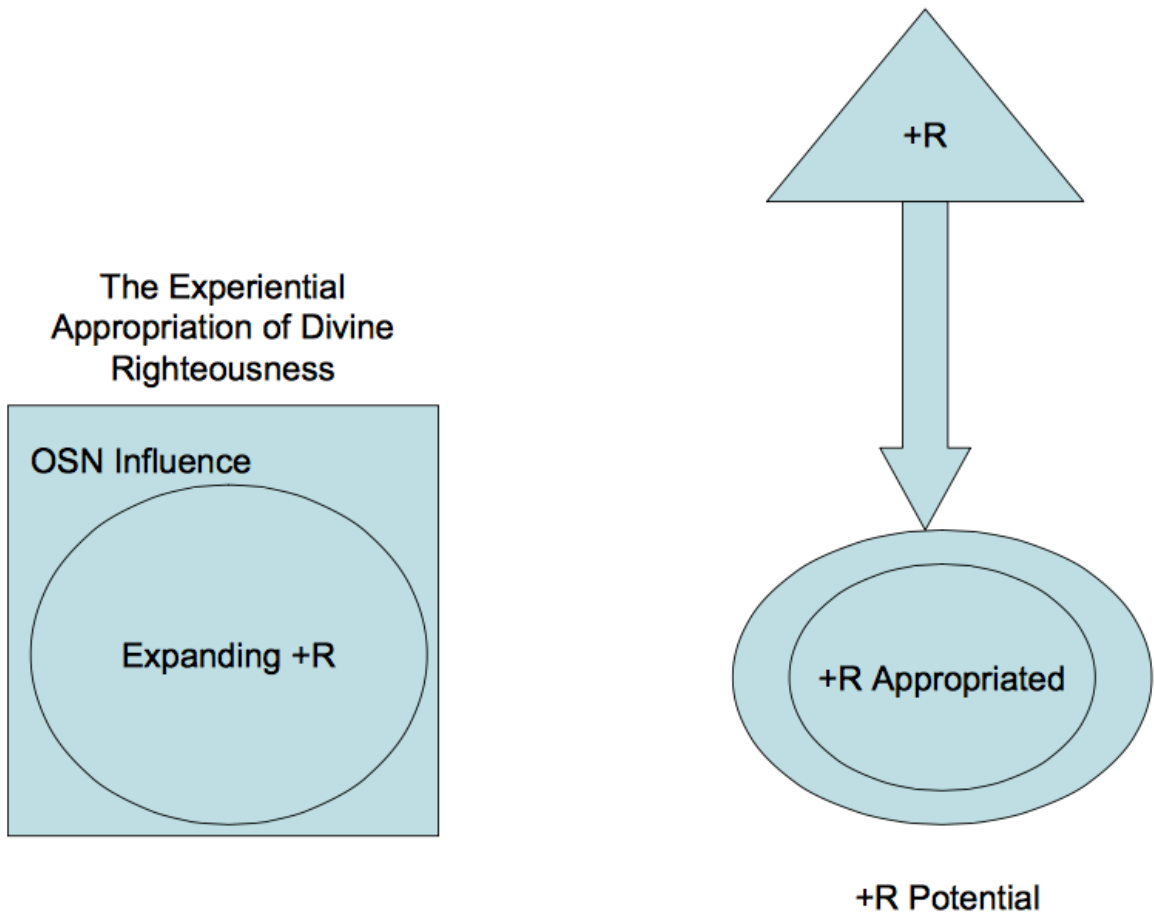 +R
The Experiential
Appropriation of Divine
Righteousness
OSN Influence
Expanding +R
+R Appropriated
+R Potential